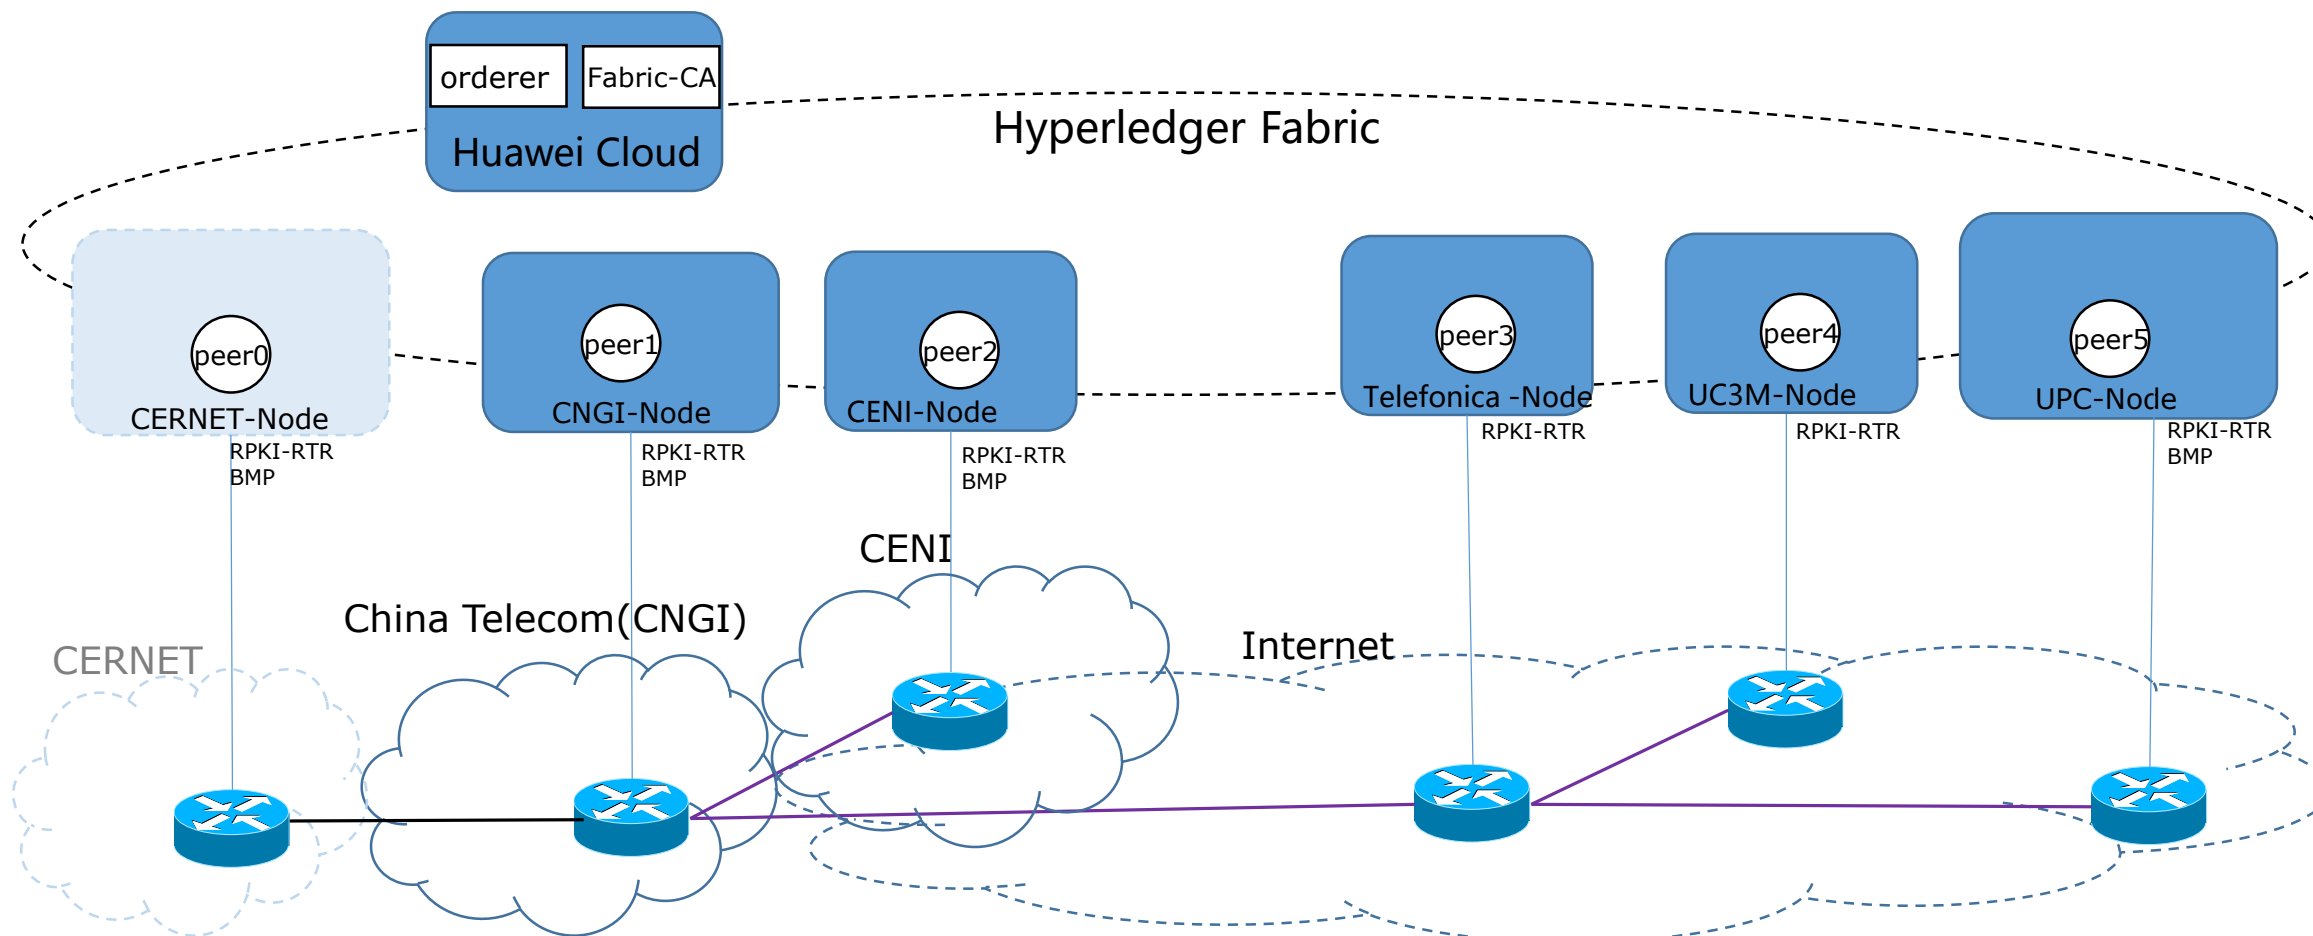 orderer
Fabric-CA
Huawei Cloud
Hyperledger Fabric
peer0
CERNET-Node
RPKI-RTR
BMP
peer1
CNGI-Node
RPKI-RTR
BMP
peer2
CENI-Node
RPKI-RTR
BMP
peer3
Telefonica -Node
RPKI-RTR
peer4
UC3M-Node
RPKI-RTR
peer5
UPC-Node
RPKI-RTR
BMP
CERNET
China Telecom(CNGI)
CENI
Internet